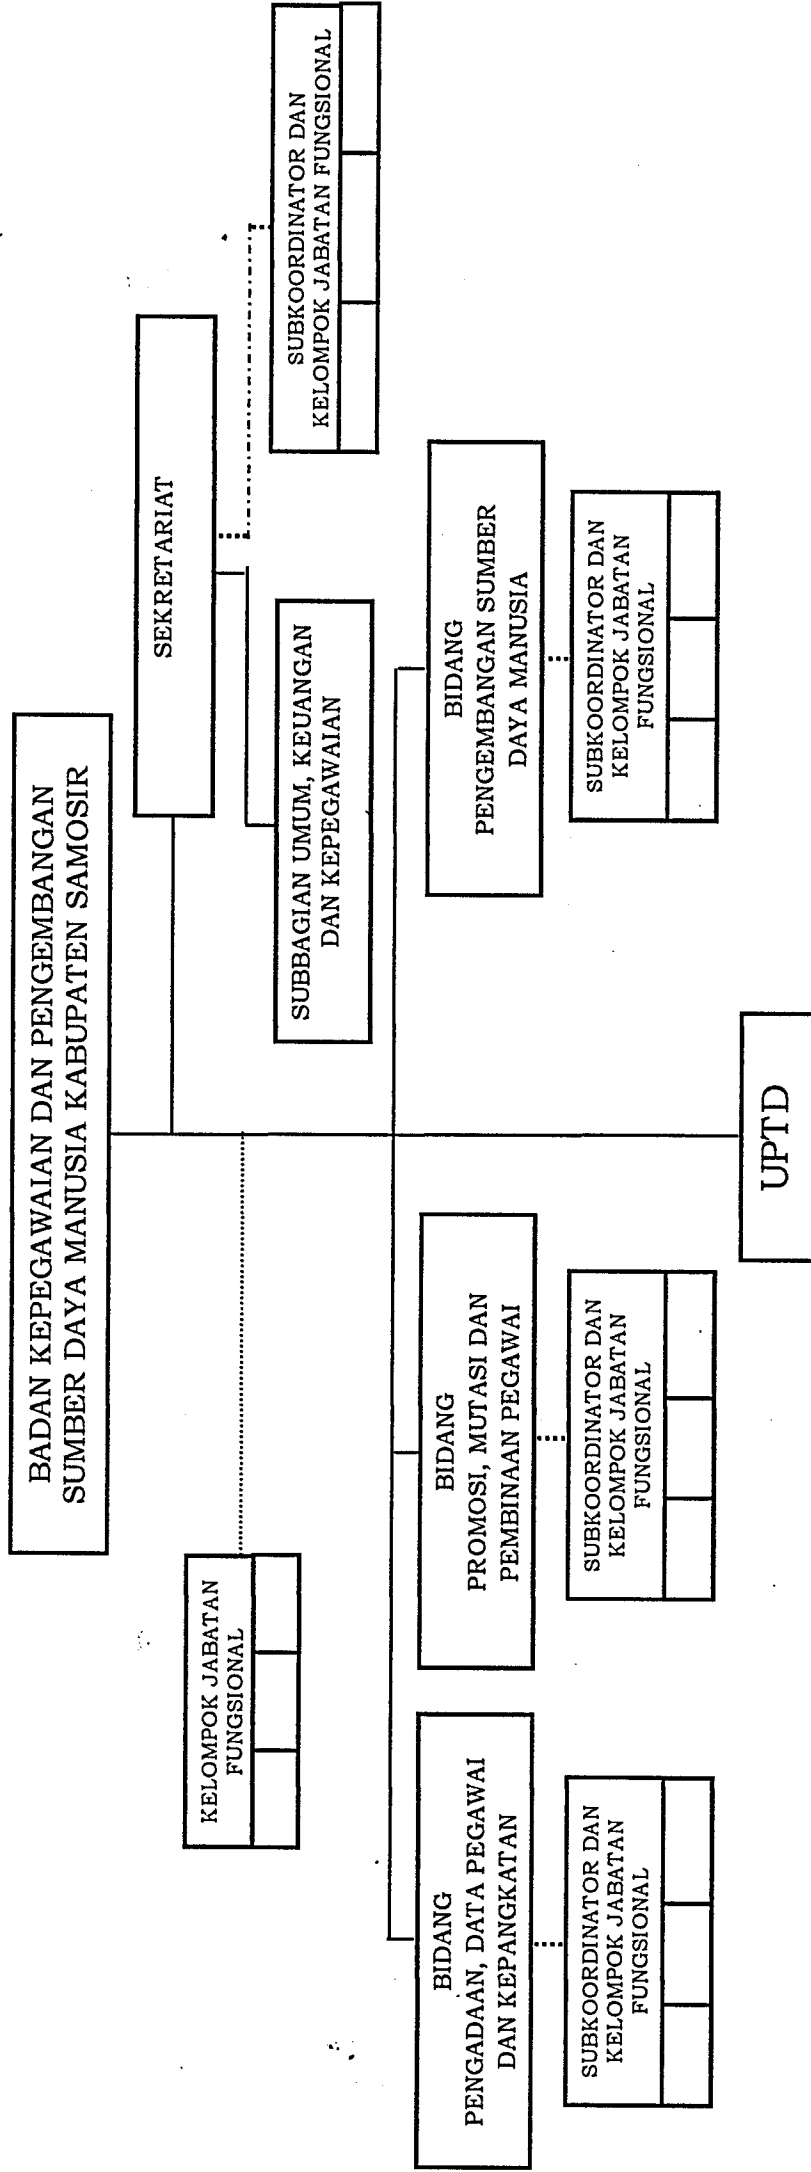 BADAN KEPEGAWAIAN DAN PENGEMBANGAN
SUMBER DAYA MANUSIA KABUPATEN SAMOSIR
KELOMPOK JABATAN
FUNGSIONAL
SEKRETARIAT
SUBBAGIAN UMUM, KEUANGAN
DAN KEPEGAWAIAN
SUBKOORDINATOR DAN
KELOMPOK JABATAN FUNGSIONAL
BIDANG
PENGADAAN, DATA PEGAWAI
DAN KEPANGKATAN
SUBKOORDINATOR DAN
KELOMPOK JABATAN
FUNGSIONAL
BIDANG
PROMOSI, MUTASI DAN
PEMBINAAN PEGAWAI
SUBKOORDINATOR DAN
KELOMPOK JABATAN
FUNGSIONAL
BIDANG
PENGEMBANGAN SUMBER
DAYA MANUSIA
SUBKOORDINATOR DAN
KELOMPOK JABATAN
FUNGSIONAL
UPTD